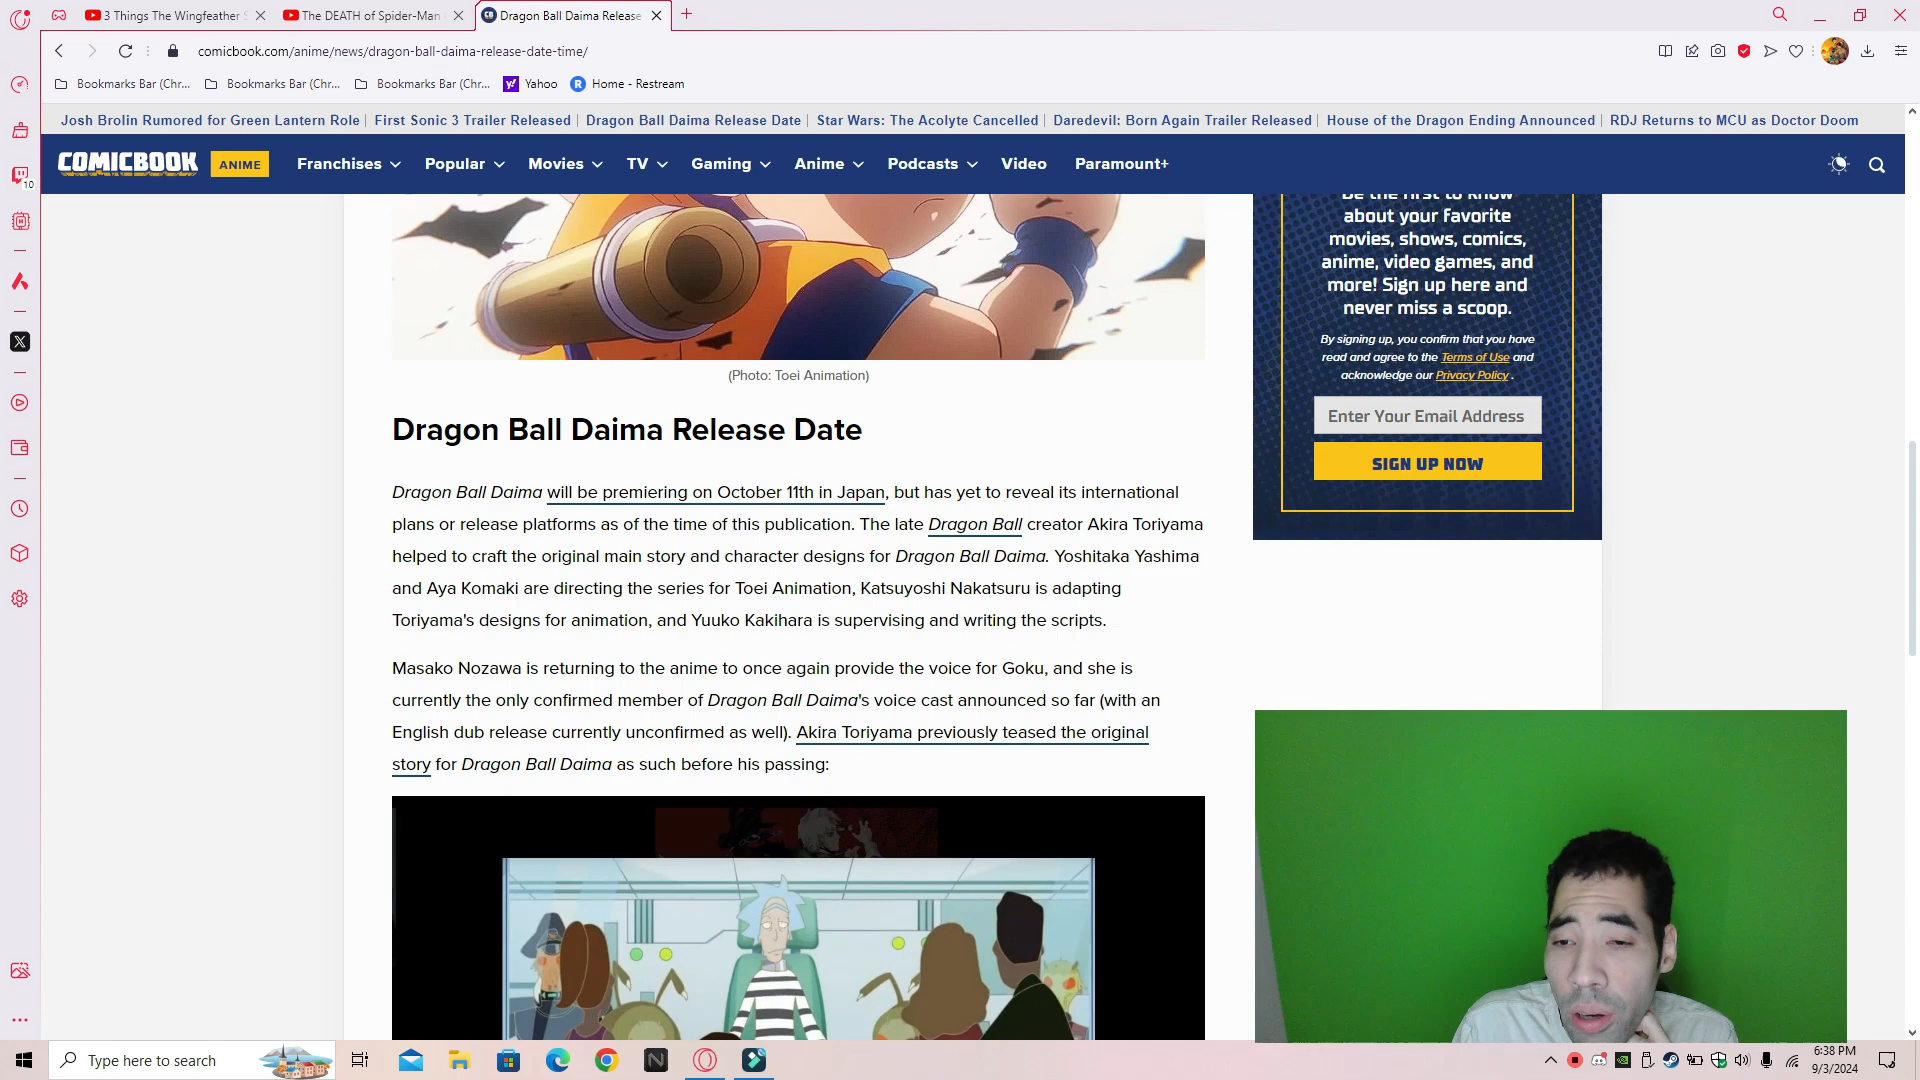 3 Things The Wingfeather S
The DEATH of Spider-Man
Dragon Ball Daima Release
comicbook.com/anime/news/dragon-ball-daima-release-date-time/
Bookmarks Bar (Chr...
Bookmarks Bar (Chr...
Bookmarks Bar (Chr...
Yahoo
Home - Restream
10
Josh Brolin Rumored for Green Lantern Role | First Sonic 3 Trailer Released | Dragon Ball Daima Release Date | Star Wars: The Acolyte Cancelled | Daredevil: Born Again Trailer Released | House of the Dragon Ending Announced | RDJ Returns to MCU as Doctor Doom
COMICBOOK ANIME Franchises Popular Movies TV Gaming Anime Podcasts Video Paramount+
Be the first to know
about your favorite
movies, shows, comics,
anime, video games, and
more! Sign up here and
never miss a scoop.
By signing up, you confirm that you have
read and agree to the Terms of Use and
acknowledge our Privacy Policy .
Enter Your Email Address
SIGN UP NOW
(Photo: Toei Animation)
Dragon Ball Daima Release Date
Dragon Ball Daima will be premiering on October 11th in Japan, but has yet to reveal its international
plans or release platforms as of the time of this publication. The late Dragon Ball creator Akira Toriyama
helped to craft the original main story and character designs for Dragon Ball Daima. Yoshitaka Yashima
and Aya Komaki are directing the series for Toei Animation, Katsuyoshi Nakatsuru is adapting
Toriyama's designs for animation, and Yuuko Kakihara is supervising and writing the scripts.
Masako Nozawa is returning to the anime to once again provide the voice for Goku, and she is
currently the only confirmed member of Dragon Ball Daima's voice cast announced so far (with an
English dub release currently unconfirmed as well). Akira Toriyama previously teased the original
story for Dragon Ball Daima as such before his passing:
Type here to search
6:38 PM
9/3/2024